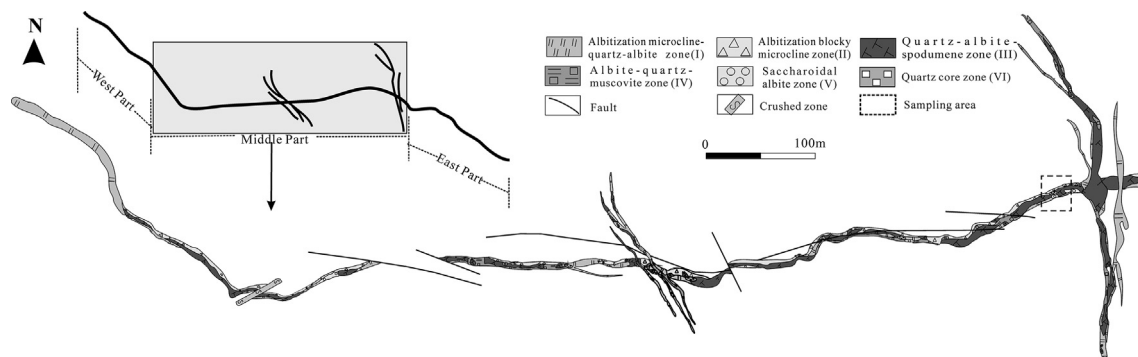 N
West Part
Middle Part
East Part
Albitization microcline-
quartz-albite zone(I)
Albitization blocky
microcline zone(II)
Quartz-albite-
spodumene zone (III)
Albite-quartz-
muscovite zone (IV)
Saccharoidal
albite zone (V)
Quartz core zone (VI)
Fault
Crushed zone
Sampling area
0 100m